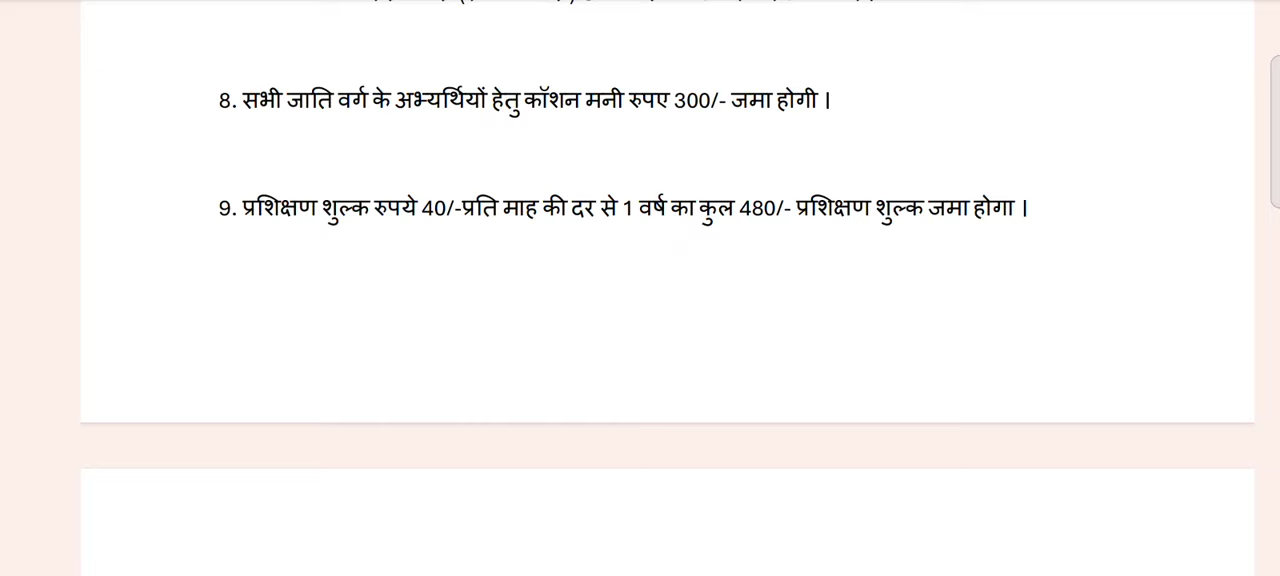 8. सभी जाति वर्ग के अभ्यर्थियों हेतु कॉशन मनी रुपए 300/- जमा होगी |
9. प्रशिक्षण शुल्क रुपये 40/-प्रति माह की दर से 1 वर्ष का कुल 480/- प्रशिक्षण शुल्क जमा होगा |